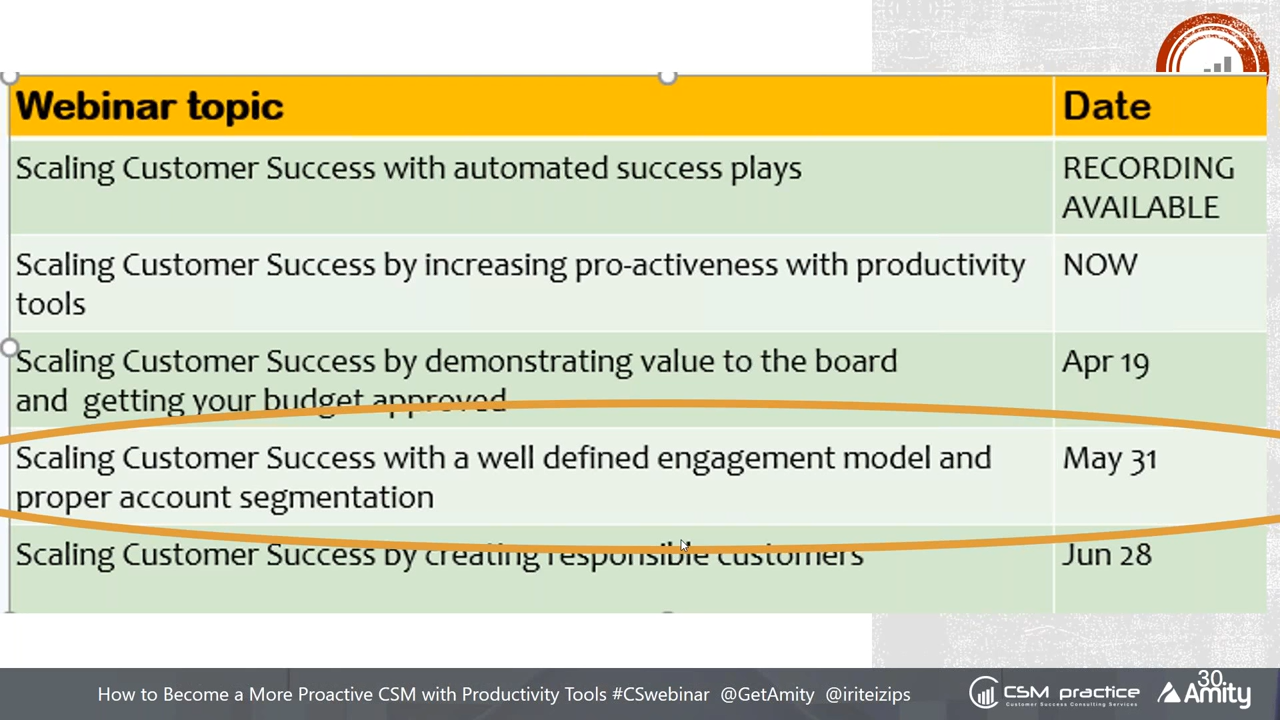 Webinar topic Date
Scaling Customer Success with automated success plays RECORDING
AVAILABLE
Scaling Customer Success by increasing pro-activeness with productivity NOW
tools
Scaling Customer Success by demonstrating value to the board Apr 19
and getting your budget approved
Scaling Customer Success with a well defined engagement model and May 31
proper account segmentation
Scaling Customer Success by creating responsible customers Jun 28
30
How to Become a More Proactive CSM with Productivity Tools #CSwebinar @GetAmity @iriteizips
CSM practice
Customer Success Consulting Services
Amity